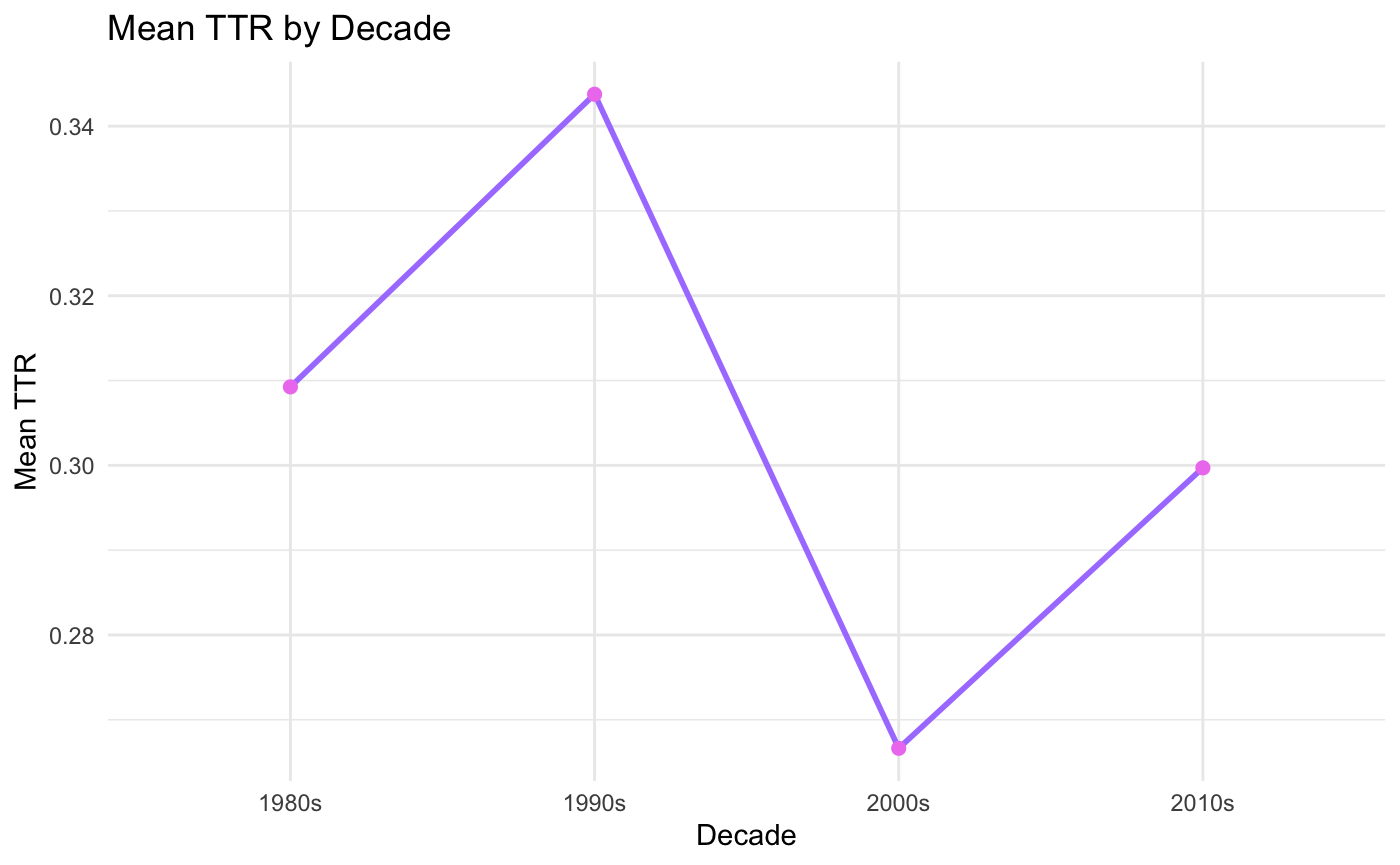 Mean TTR by Decade
0.34
0.32
0.30
0.28
Mean TTR
1980s
1990s
2000s
2010s
Decade